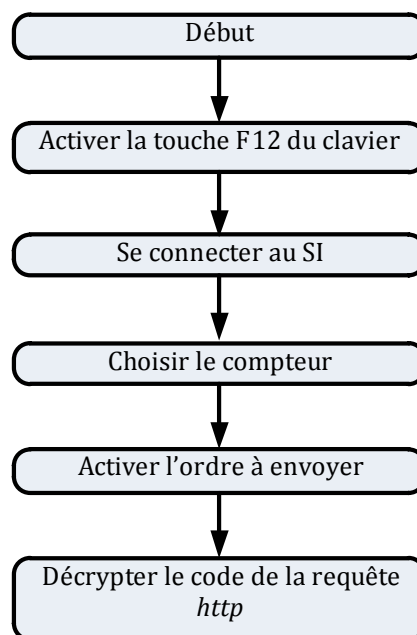 Début
Activer la touche F12 du clavier
Se connecter au SI
Choisir le compteur
Activer l’ordre à envoyer
Décrypter le code de la requête
http